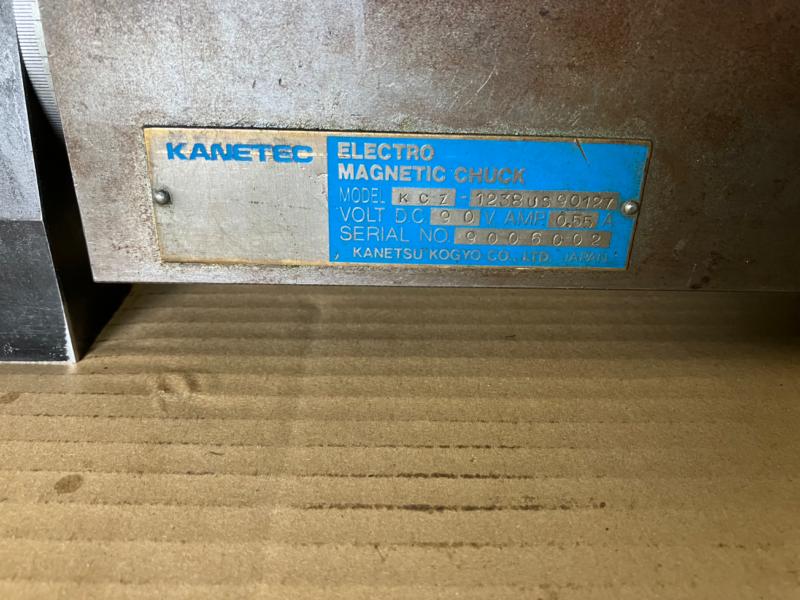 KANETEC
ELECTRO
MAGNETIC CHUCK
MODEL KCZ-1238US90127
VOLT D.C 90 V. AMP. 0.55 A
SERIAL NO. 9006002
KANETSU KOGYO CO., LTD. JAPAN